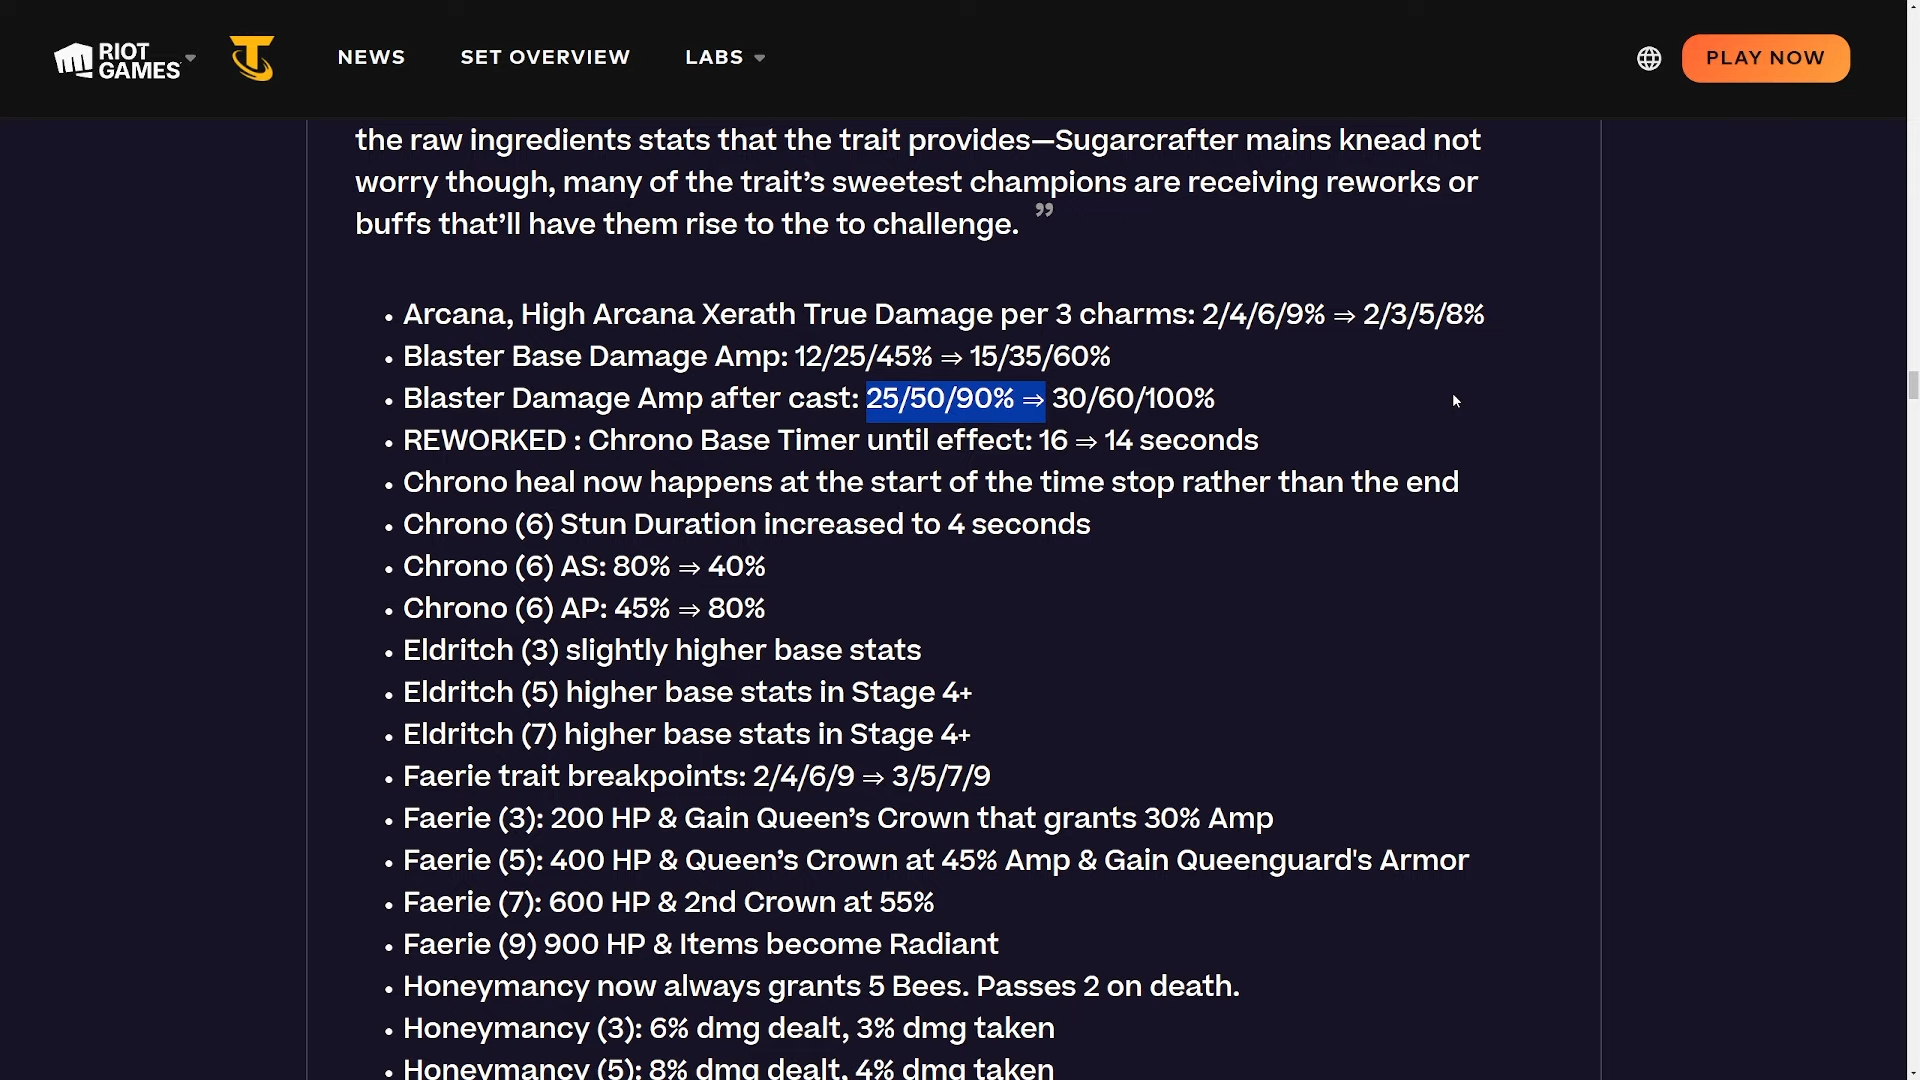 RIOT GAMES
NEWS
SET OVERVIEW
LABS
PLAY NOW
the raw ingredients stats that the trait provides—Sugarcrafter mains knead not
worry though, many of the trait’s sweetest champions are receiving reworks or
buffs that’ll have them rise to the to challenge. ”
• Arcana, High Arcana Xerath True Damage per 3 charms: 2/4/6/9% ⇒ 2/3/5/8%
• Blaster Base Damage Amp: 12/25/45% ⇒ 15/35/60%
• Blaster Damage Amp after cast: 25/50/90% ⇒ 30/60/100%
• REWORKED : Chrono Base Timer until effect: 16 ⇒ 14 seconds
• Chrono heal now happens at the start of the time stop rather than the end
• Chrono (6) Stun Duration increased to 4 seconds
• Chrono (6) AS: 80% ⇒ 40%
• Chrono (6) AP: 45% ⇒ 80%
• Eldritch (3) slightly higher base stats
• Eldritch (5) higher base stats in Stage 4+
• Eldritch (7) higher base stats in Stage 4+
• Faerie trait breakpoints: 2/4/6/9 ⇒ 3/5/7/9
• Faerie (3): 200 HP & Gain Queen’s Crown that grants 30% Amp
• Faerie (5): 400 HP & Queen’s Crown at 45% Amp & Gain Queenguard's Armor
• Faerie (7): 600 HP & 2nd Crown at 55%
• Faerie (9) 900 HP & Items become Radiant
• Honeymancy now always grants 5 Bees. Passes 2 on death.
• Honeymancy (3): 6% dmg dealt, 3% dmg taken
• Honeymancy (5): 8% dmg dealt, 4% dmg taken